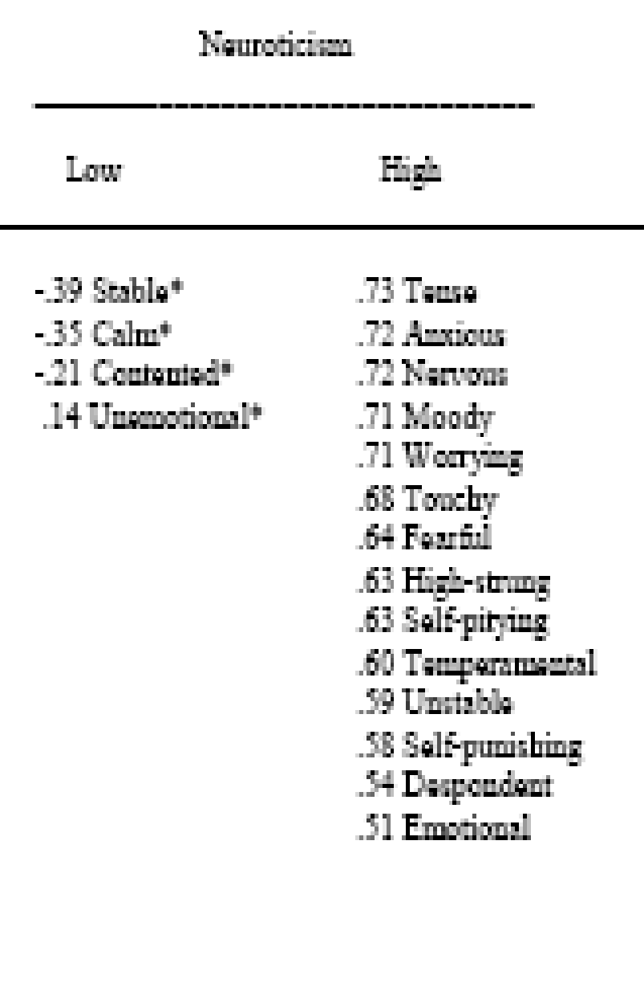 Neuroticism
Low High
-.39 Stable* .73 Tense
-.35 Calm* .72 Anxious
-.21 Contented* .72 Nervous
.14 Unemotional* .71 Moody
.71 Worrying
.68 Touchy
.64 Fearful
.63 High-strung
.63 Self-pitying
.60 Temperamental
.59 Unstable
.58 Self-punishing
.54 Despondent
.51 Emotional